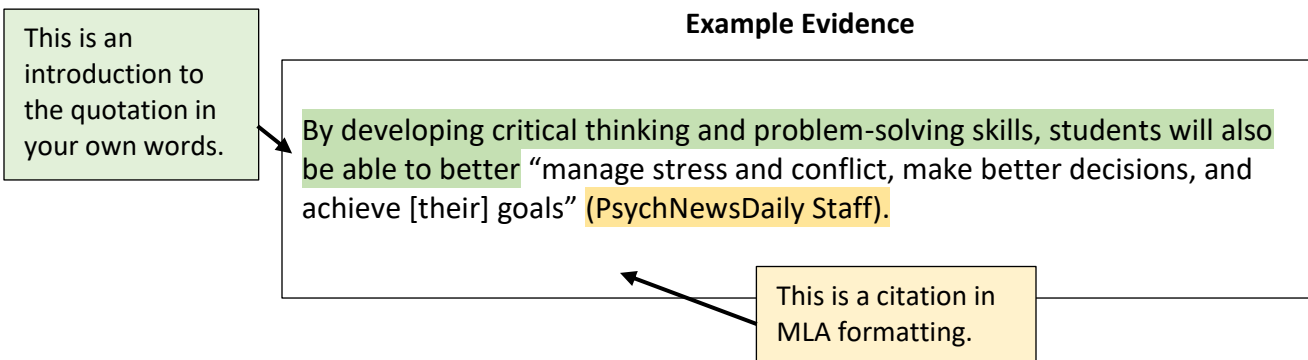 Example Evidence
This is an
introduction to
the quotation in
your own words.
By developing critical thinking and problem-solving skills, students will also
be able to better “manage stress and conflict, make better decisions, and
achieve [their] goals” (PsychNewsDaily Staff).
This is a citation in
MLA formatting.